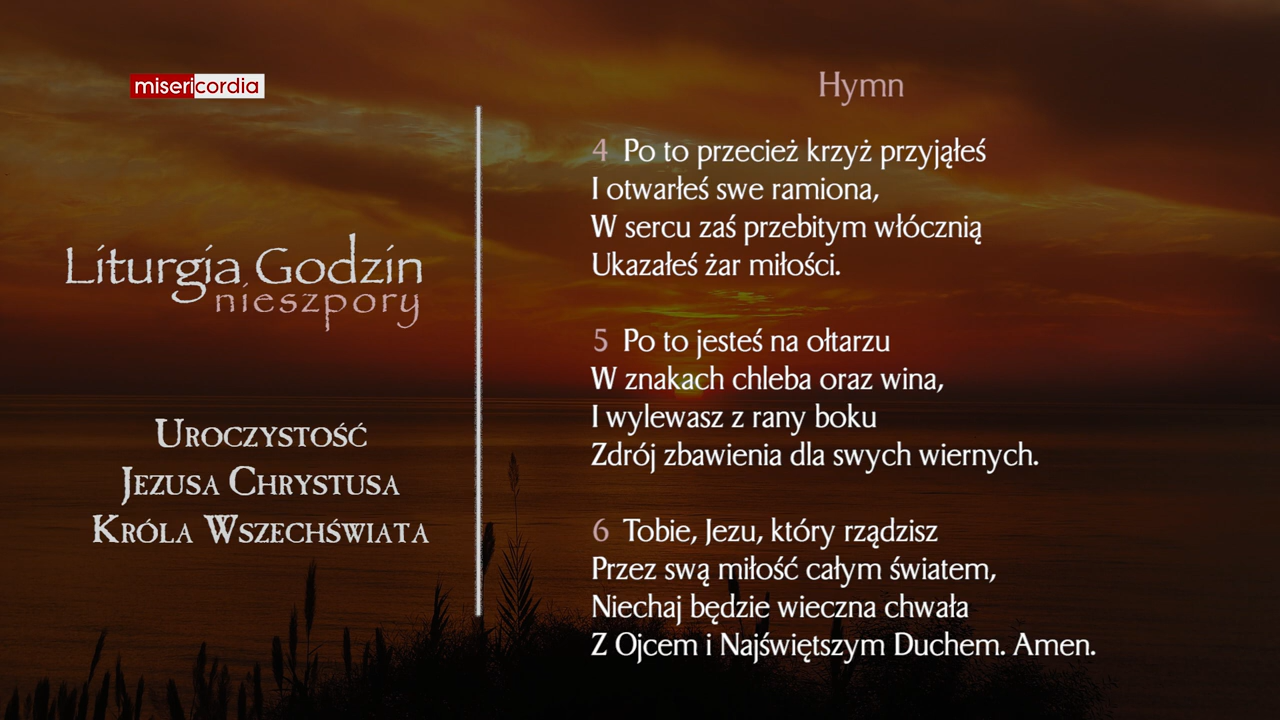 misericordia
Liturgia Godzin
nieszpory
Uroczystość
Jezusa Chrystusa
Króla Wszechświata
Hymn
4 Po to przecież krzyż przyjąłeś
I otwarłeś swe ramiona,
W sercu zaś przebitym włócznią
Ukazałeś żar miłości.
5 Po to jesteś na ołtarzu
W znakach chleba oraz wina,
I wylewasz z rany boku
Zdrój zbawienia dla swych wiernych.
6 Tobie, Jezu, który rządzisz
Przez swą miłość całym światem,
Niechaj będzie wieczna chwała
Z Ojcem i Najświętszym Duchem. Amen.